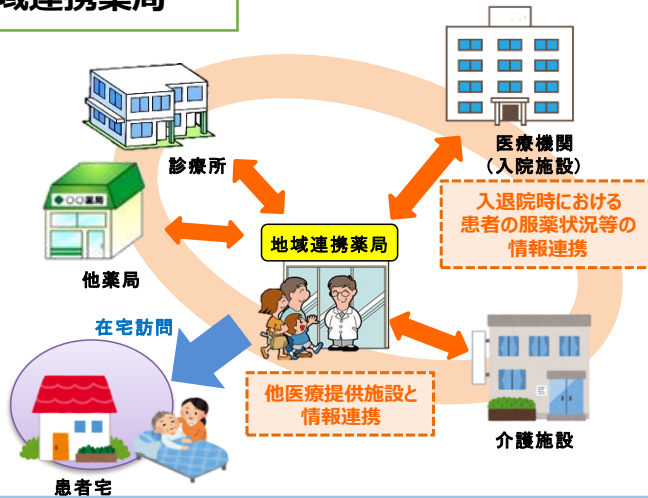 域連携薬局
診療所
医療機関
(入院施設)
入退院時における
患者の服薬状況等の
情報連携
○○薬局
他薬局
地域連携薬局
在宅訪問
他医療提供施設と
情報連携
介護施設
患者宅